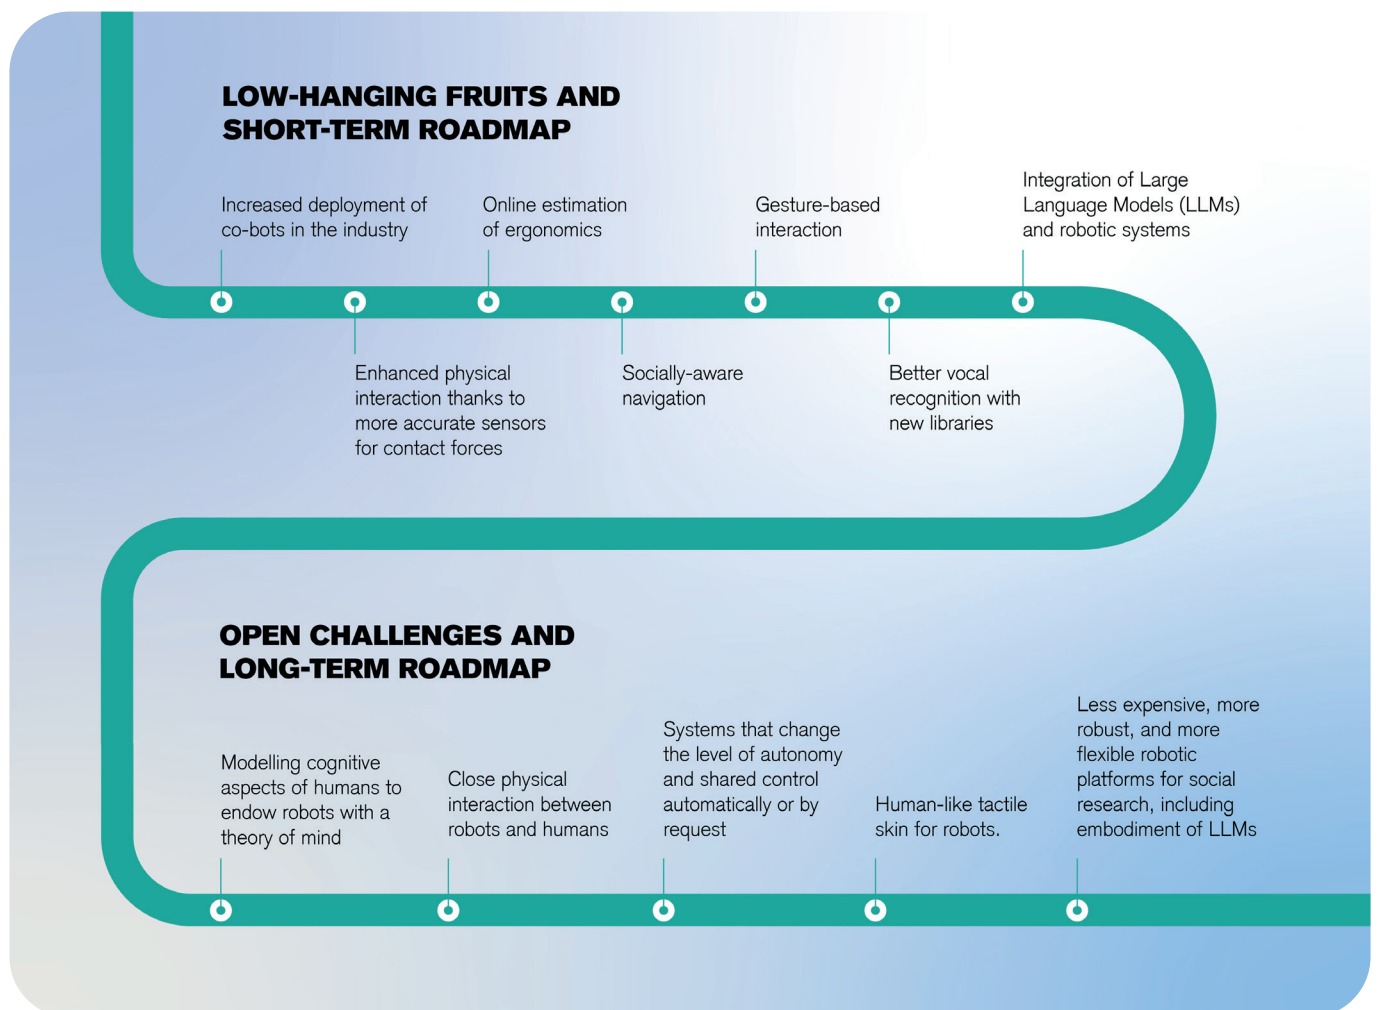 LOW-HANGING FRUITS AND
SHORT-TERM ROADMAP
Increased deployment of
co-bots in the industry
Enhanced physical
interaction thanks to
more accurate sensors
for contact forces
Online estimation
of ergonomics
Socially-aware
navigation
Gesture-based
interaction
Better vocal
recognition with
new libraries
Integration of Large
Language Models (LLMs)
and robotic systems
OPEN CHALLENGES AND
LONG-TERM ROADMAP
Modelling cognitive
aspects of humans to
endow robots with a
theory of mind
Close physical
interaction between
robots and humans
Systems that change
the level of autonomy
and shared control
automatically or by
request
Human-like tactile
skin for robots.
Less expensive, more
robust, and more
flexible robotic
platforms for social
research, including
embodiment of LLMs